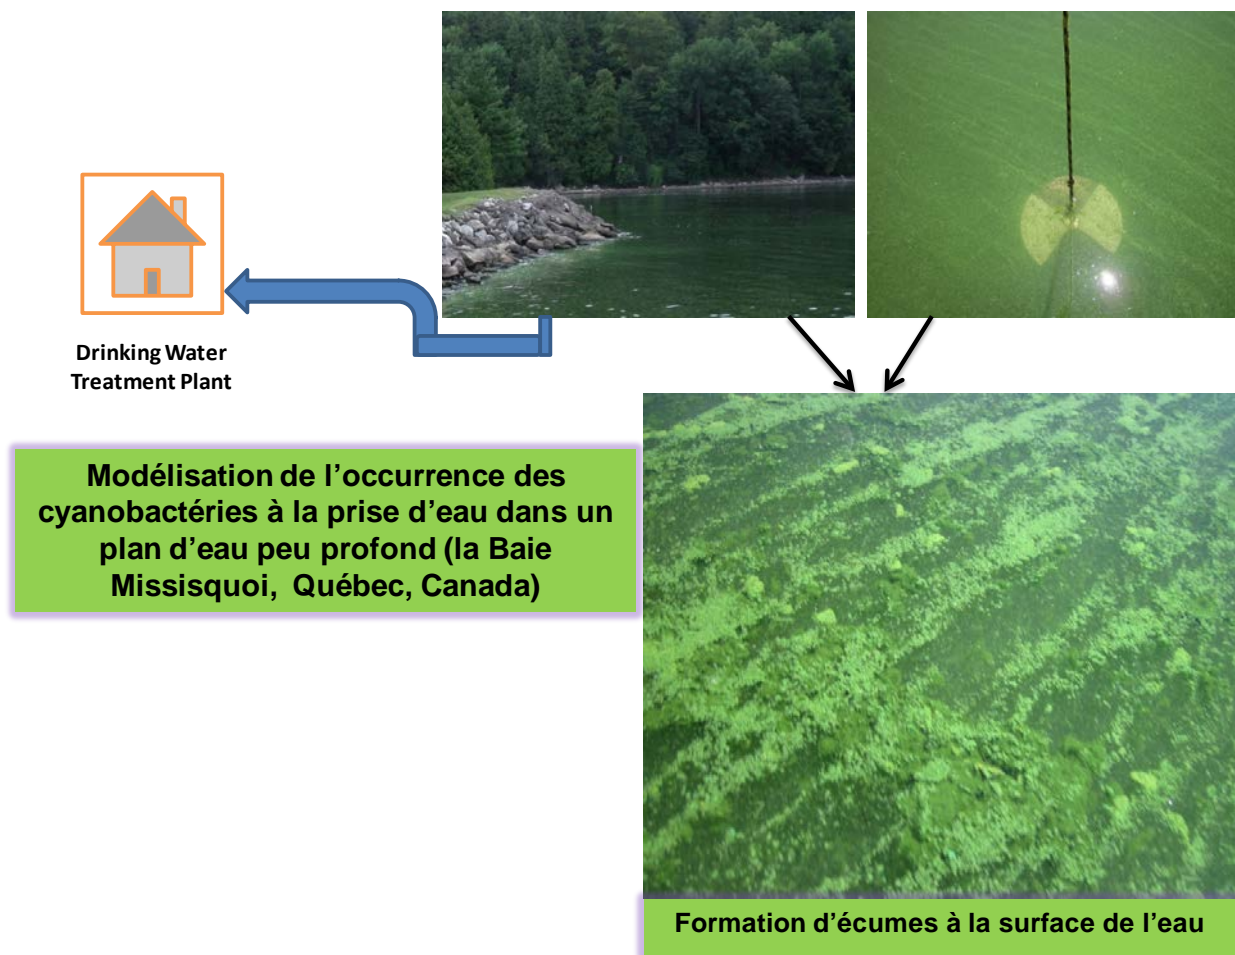 Drinking Water
Treatment Plant
Modélisation de l’occurrence des
cyanobactéries à la prise d’eau dans un
plan d’eau peu profond (la Baie
Missisquoi, Québec, Canada)
Formation d’écumes à la surface de l’eau